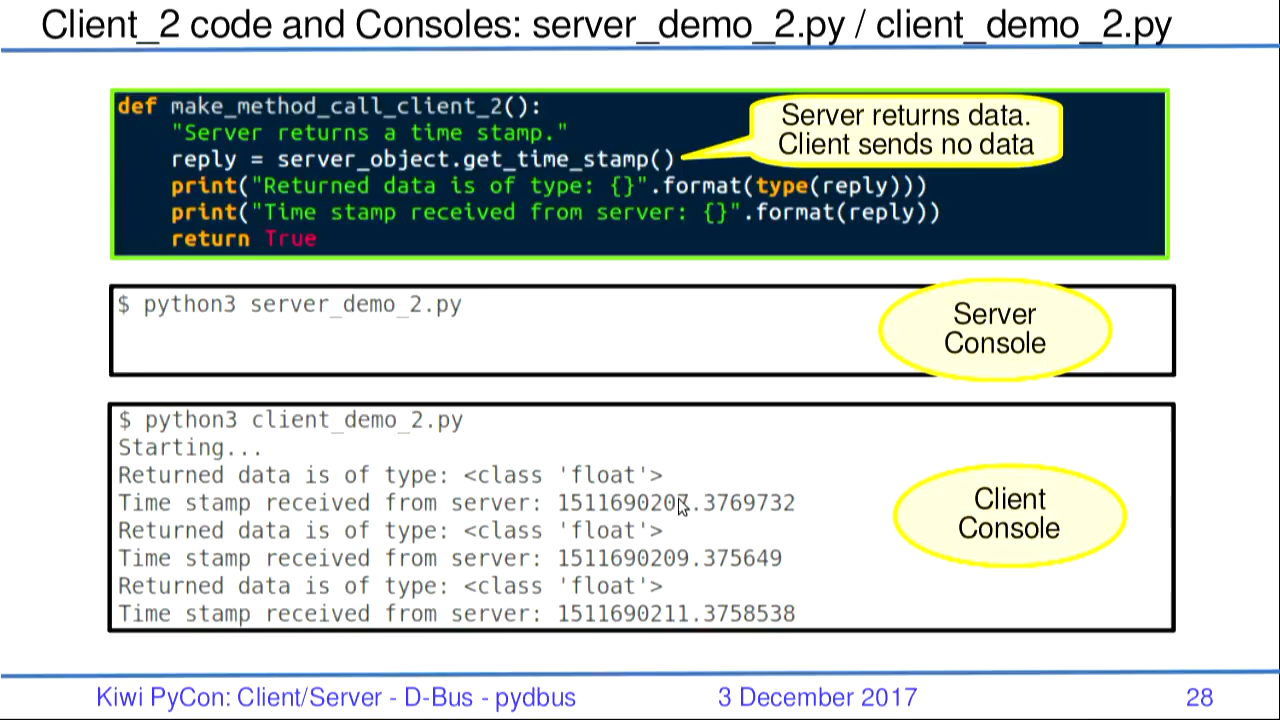 Client_2 code and Consoles: server_demo_2.py / client_demo_2.py
def make_method_call_client_2():
"Server returns a time stamp."
reply = server_object.get_time_stamp()
print("Returned data is of type: {}".format(type(reply)))
print("Time stamp received from server: {}".format(reply))
return True
Server returns data.
Client sends no data
$ python3 server_demo_2.py
Server
Console
$ python3 client_demo_2.py
Starting...
Returned data is of type: <class 'float'>
Time stamp received from server: 1511690207.3769732
Returned data is of type: <class 'float'>
Time stamp received from server: 1511690209.375649
Returned data is of type: <class 'float'>
Time stamp received from server: 1511690211.3758538
Client
Console
Kiwi PyCon: Client/Server - D-Bus - pydbus
3 December 2017
28